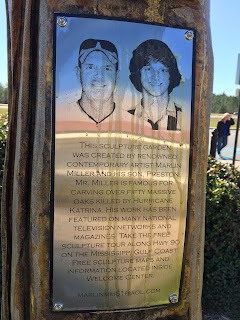 This sculpture garden
was created by renowned
contemporary artist Marlin
Miller and his son, Preston.
Mr. Miller is famous for
carving over fifty massive
oaks killed by Hurricane
Katrina. His work has been
featured on many national
television networks and
magazines. Take the free
sculpture tour along Hwy 90
on the Mississippi Gulf Coast.
Free sculpture maps and
information located inside
Welcome Center.